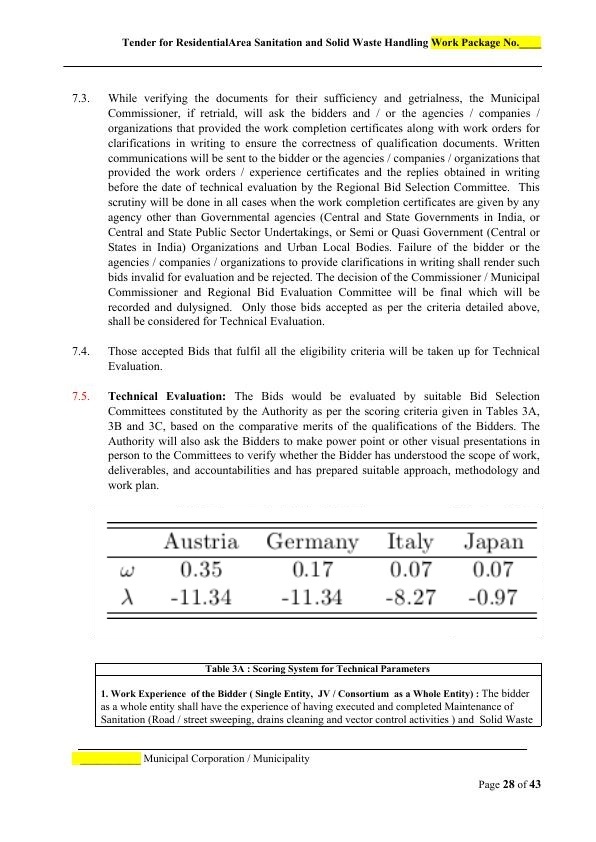 Tender for ResidentialArea Sanitation and Solid Waste Handling Work Package No.____
7.3. While verifying the documents for their sufficiency and getrialness, the Municipal
Commissioner, if retriald, will ask the bidders and / or the agencies / companies /
organizations that provided the work completion certificates along with work orders for
clarifications in writing to ensure the correctness of qualification documents. Written
communications will be sent to the bidder or the agencies / companies / organizations that
provided the work orders / experience certificates and the replies obtained in writing
before the date of technical evaluation by the Regional Bid Selection Committee. This
scrutiny will be done in all cases when the work completion certificates are given by any
agency other than Governmental agencies (Central and State Governments in India, or
Central and State Public Sector Undertakings, or Semi or Quasi Government (Central or
States in India) Organizations and Urban Local Bodies. Failure of the bidder or the
agencies / companies / organizations to provide clarifications in writing shall render such
bids invalid for evaluation and be rejected. The decision of the Commissioner / Municipal
Commissioner and Regional Bid Evaluation Committee will be final which will be
recorded and dulysigned. Only those bids accepted as per the criteria detailed above,
shall be considered for Technical Evaluation.
7.4. Those accepted Bids that fulfil all the eligibility criteria will be taken up for Technical
Evaluation.
7.5. Technical Evaluation: The Bids would be evaluated by suitable Bid Selection
Committees constituted by the Authority as per the scoring criteria given in Tables 3A,
3B and 3C, based on the comparative merits of the qualifications of the Bidders. The
Authority will also ask the Bidders to make power point or other visual presentations in
person to the Committees to verify whether the Bidder has understood the scope of work,
deliverables, and accountabilities and has prepared suitable approach, methodology and
work plan.
Austria Germany Italy Japan
ω 0.35 0.17 0.07 0.07
λ -11.34 -11.34 -8.27 -0.97
Table 3A : Scoring System for Technical Parameters
1. Work Experience of the Bidder ( Single Entity, JV / Consortium as a Whole Entity) : The bidder
as a whole entity shall have the experience of having executed and completed Maintenance of
Sanitation (Road / street sweeping, drains cleaning and vector control activities ) and Solid Waste
____________ Municipal Corporation / Municipality
Page 28 of 43